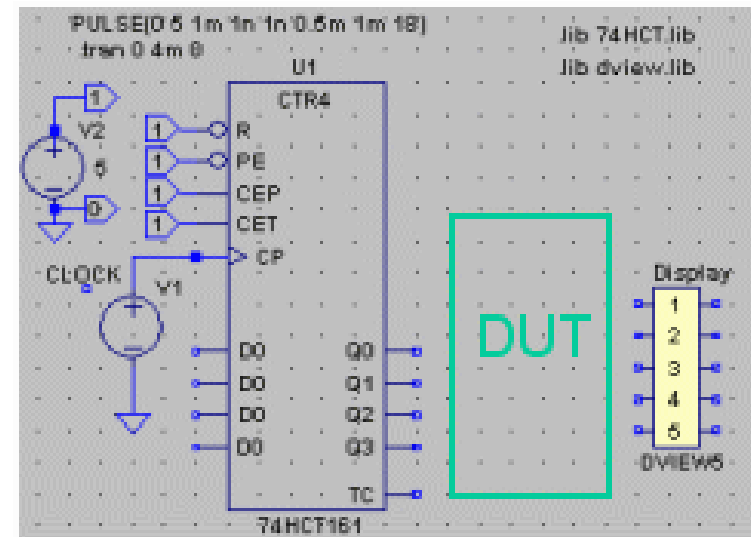 PULSE(0 5 1m 1n 1n 0.5m 1m 18)
.tran 0 4m 0
.lib 74HCT.lib
.lib dview.lib
U1
CTR4
1
V2
5
0
1
R
1
PE
1
CEP
1
CET
CP
CLOCK
V1
D0
Q0
D0
Q1
D0
Q2
D0
Q3
TC
74HCT161
DUT
Display
1
2
3
4
5
DVIEW5